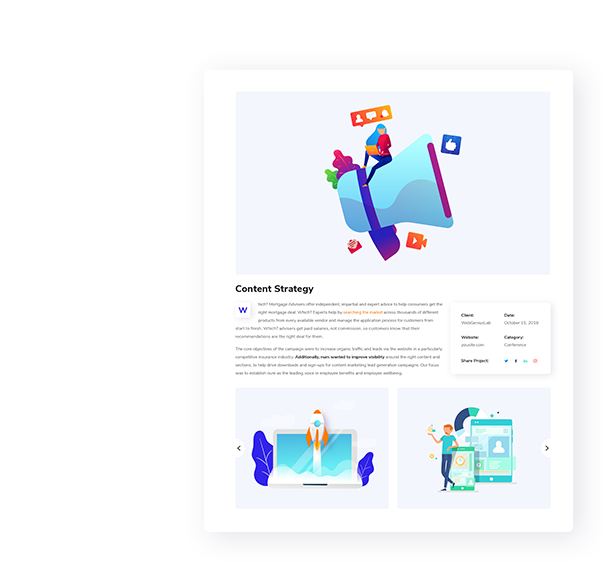 Content Strategy
W
hich? Mortgage Advisers offer independent, impartial and expert advice to help consumers get the
right mortgage deal. Which? Experts help by searching the market across thousands of different
products from every available vendor and manage the application process for customers from
start to finish. Which? advisers get paid salaries, not commission, so customers know that their
recommendations are the right deal for them.
The core objectives of the campaign were to increase organic traffic and leads via the website in a particularly
competitive insurance industry. Additionally, nurn wanted to improve visibility around the right content and
sections, to help drive downloads and sign-ups for content marketing lead generation campaigns. Our focus
was to establish nurn as the leading voice in employee benefits and employee wellbeing.
Client:
WebGeniusLab
Date:
October 13, 2018
Website:
yoursite.com
Category:
Conference
Share Project: